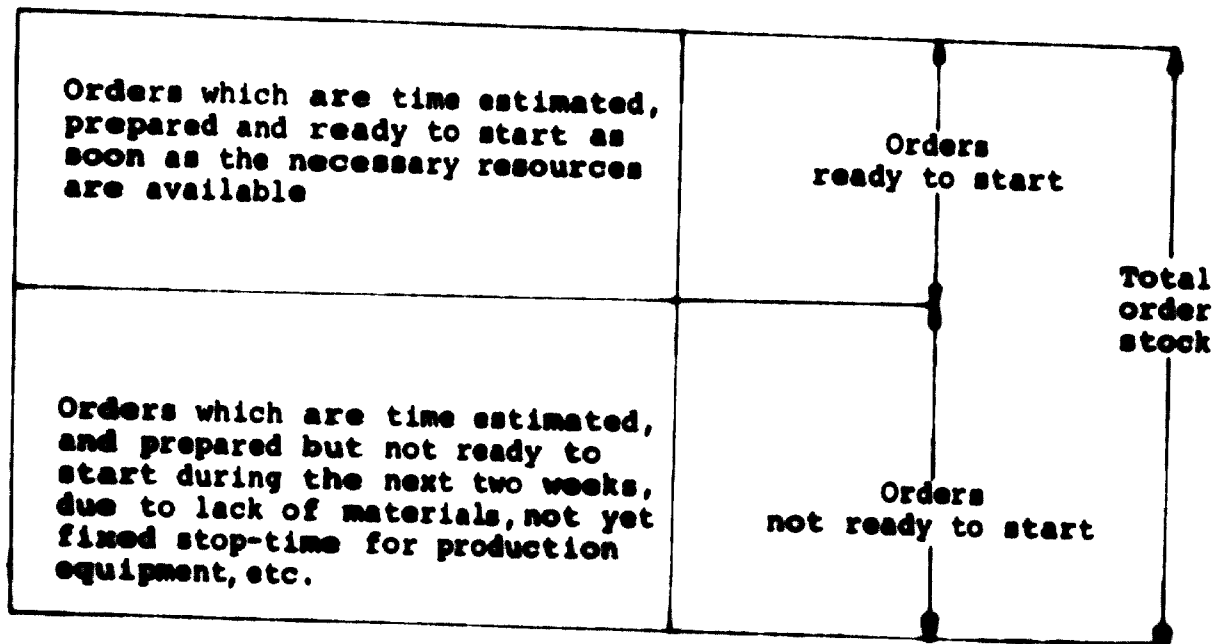 Orders which are time estimated,
prepared and ready to start as
soon as the necessary resources
are available
Orders
ready to start
Total
order
stock
Orders which are time estimated,
and prepared but not ready to
start during the next two weeks,
due to lack of materials, not yet
fixed stop-time for production
equipment, etc.
Orders
not ready to start